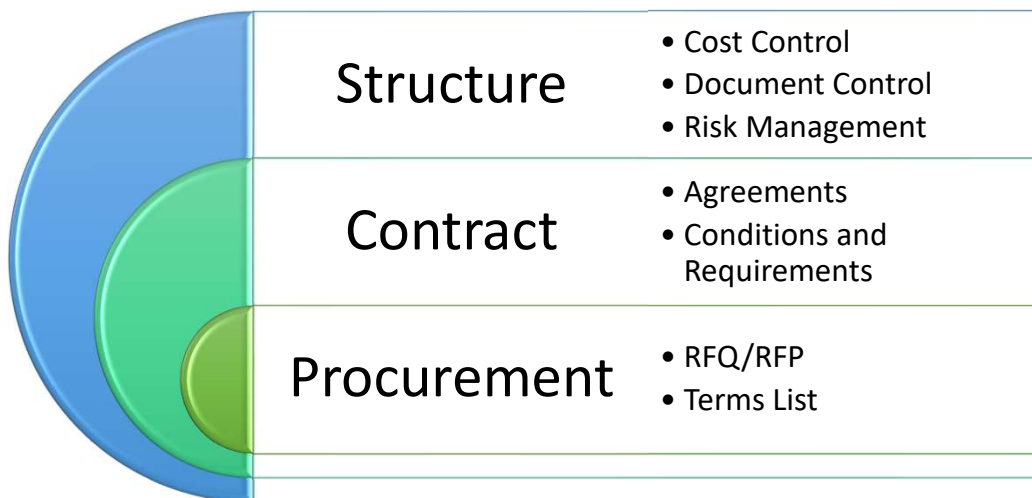 Structure
• Cost Control
• Document Control
• Risk Management
Contract
• Agreements
• Conditions and
Requirements
Procurement
• RFQ/RFP
• Terms List